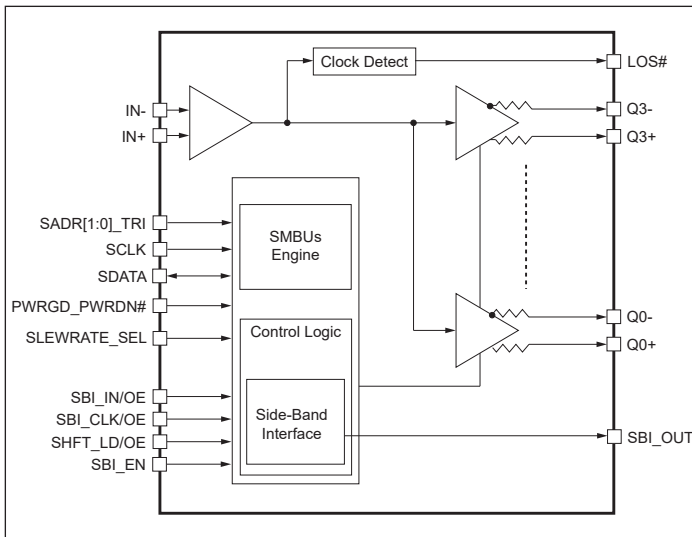 Clock Detect
LOS#
IN-
IN+
Q3-
Q3+
SADR[1:0]_TRI
SCLK
SDATA
PWRGD_PWRDN#
SLEWRATE_SEL
SMBUs
Engine
Control Logic
Q0-
Q0+
SBI_IN/OE
SBI_CLK/OE
SHFT_LD/OE
SBI_EN
Side-Band
Interface
SBI_OUT